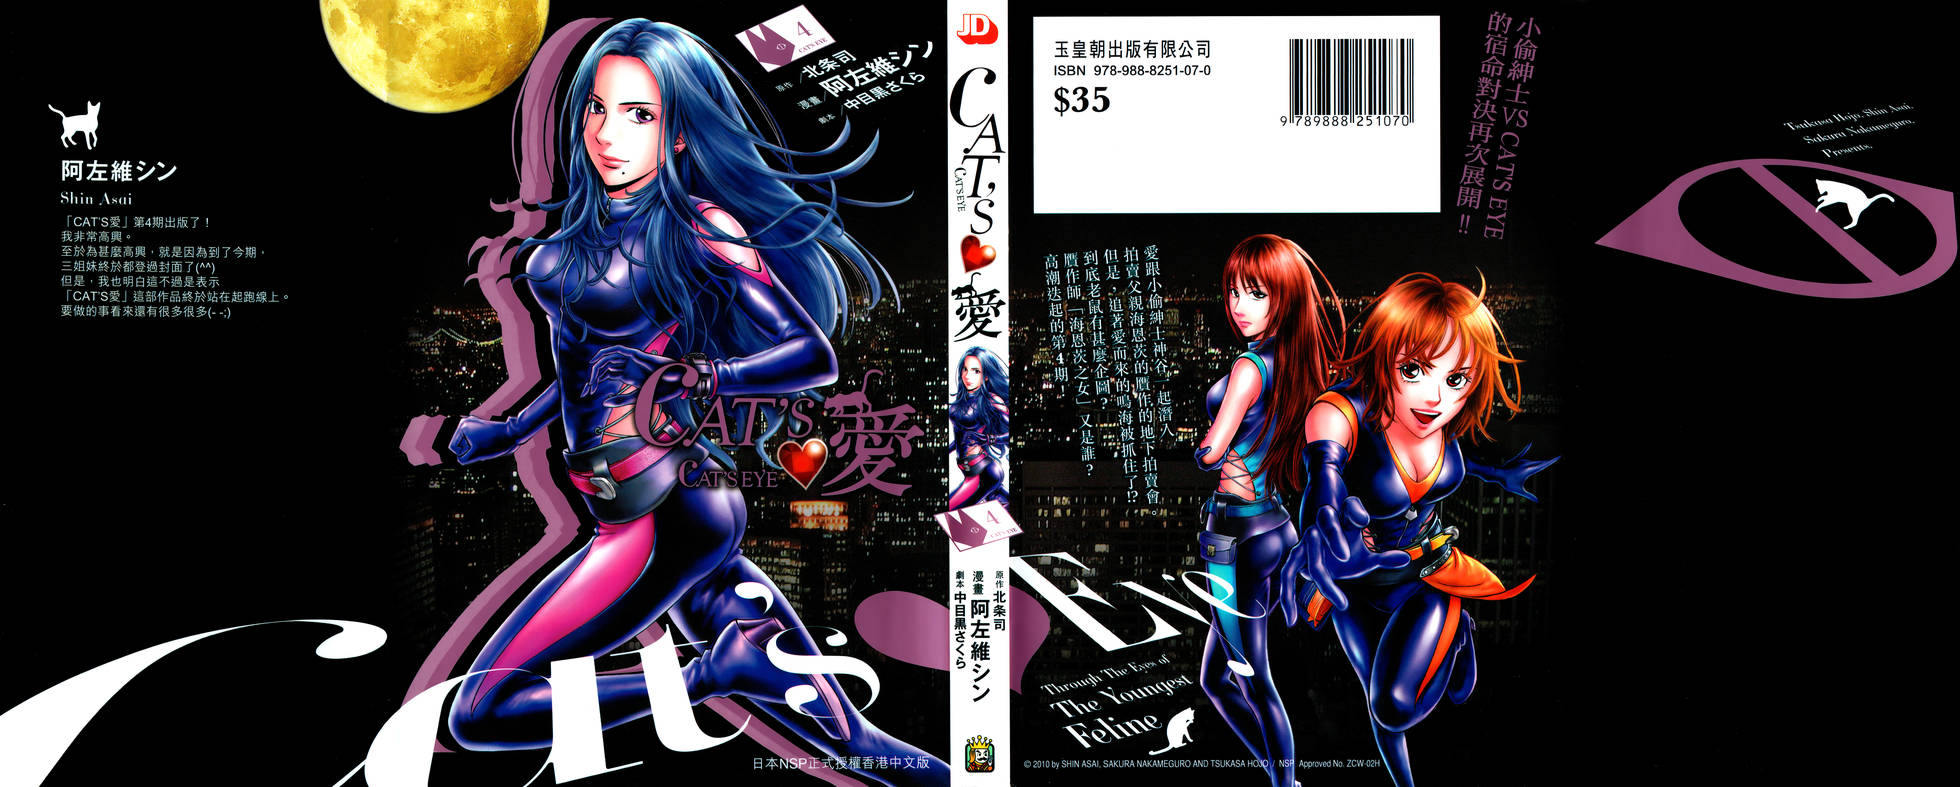 阿左維シン
Shin Asai
「CAT'S愛」第4期出版了！
我非常高興。
至於為甚麼高興，就是因為到了今期，
三姐妹終於都登過封面了(^^)
但是，我也明白這不過是表示
「CAT'S愛」這部作品終於站在起跑線上。
要做的事看來還有很多很多(- -;)
4
CAT'S EYE
原作／北条司
漫畫／阿左維シン
劇本／中目黒さくら
CAT'S♥愛
CAT'S EYE
Cat's
日本NSP正式授權香港中文版
JD
CAT'S♥愛
CAT'S EYE
4
CAT'S EYE
原作 北条司
漫畫 阿左維シン
劇本 中目黒さくら
玉皇朝出版有限公司
ISBN 978-988-8251-07-0
$35
9 789888 251070
小偷紳士VS CAT'S EYE
的宿命對決再次展開!!
愛跟小偷紳士神谷一起潛入
拍賣父親海恩茨的贋作的地下拍賣會。
但是，追著愛而來的鳴海被抓住了!?
到底老鼠有甚麼企圖？
贋作師「海恩茨之女」又是誰？
高潮迭起的第4期。
Eye
Through The Eyes of
The Youngest
Feline
© 2010 by SHIN ASAI, SAKURA NAKAMEGURO AND TSUKASA HOJO / NSP Approved No. ZCW-02H
Tsukasa Hojo, Shin Asai,
Sakura Nakameguro,
Presents.